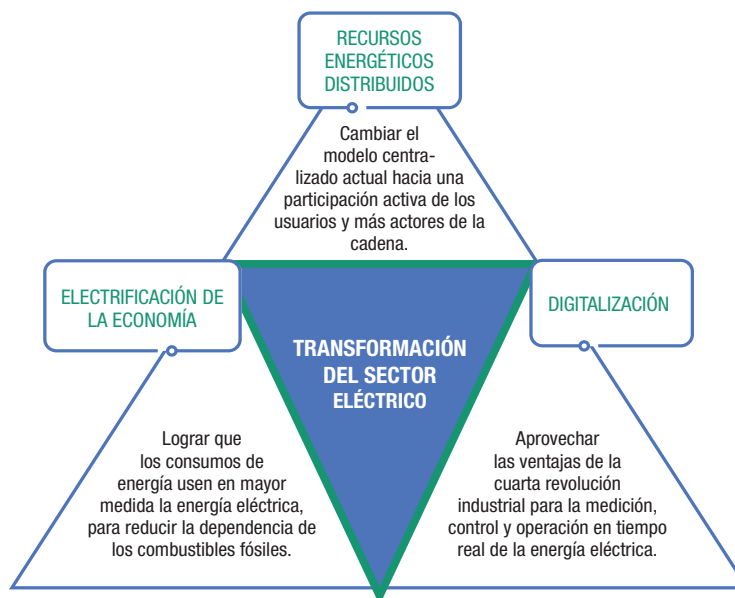 RECURSOS
ENERGÉTICOS
DISTRIBUIDOS
Cambiar el
modelo centra-
lizado actual hacia una
participación activa de los
usuarios y más actores de la
cadena.
ELECTRIFICACIÓN DE
LA ECONOMÍA
DIGITALIZACIÓN
TRANSFORMACIÓN
DEL SECTOR
ELÉCTRICO
Lograr que
los consumos de
energía usen en mayor
medida la energía eléctrica,
para reducir la dependencia de
los combustibles fósiles.
Aprovechar
las ventajas de la
cuarta revolución
industrial para la medición,
control y operación en tiempo
real de la energía eléctrica.